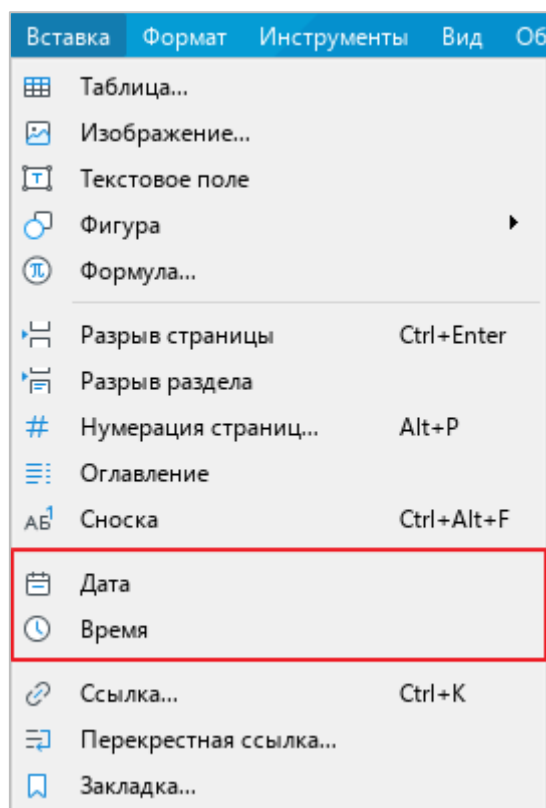 Вставка Формат Инструменты Вид Об
Таблица...
Изображение...
Текстовое поле
Фигура
Формула...
Разрыв страницы Ctrl+Enter
Разрыв раздела
Нумерация страниц... Alt+P
Оглавление
Сноска Ctrl+Alt+F
Дата
Время
Ссылка... Ctrl+K
Перекрестная ссылка...
Закладка...